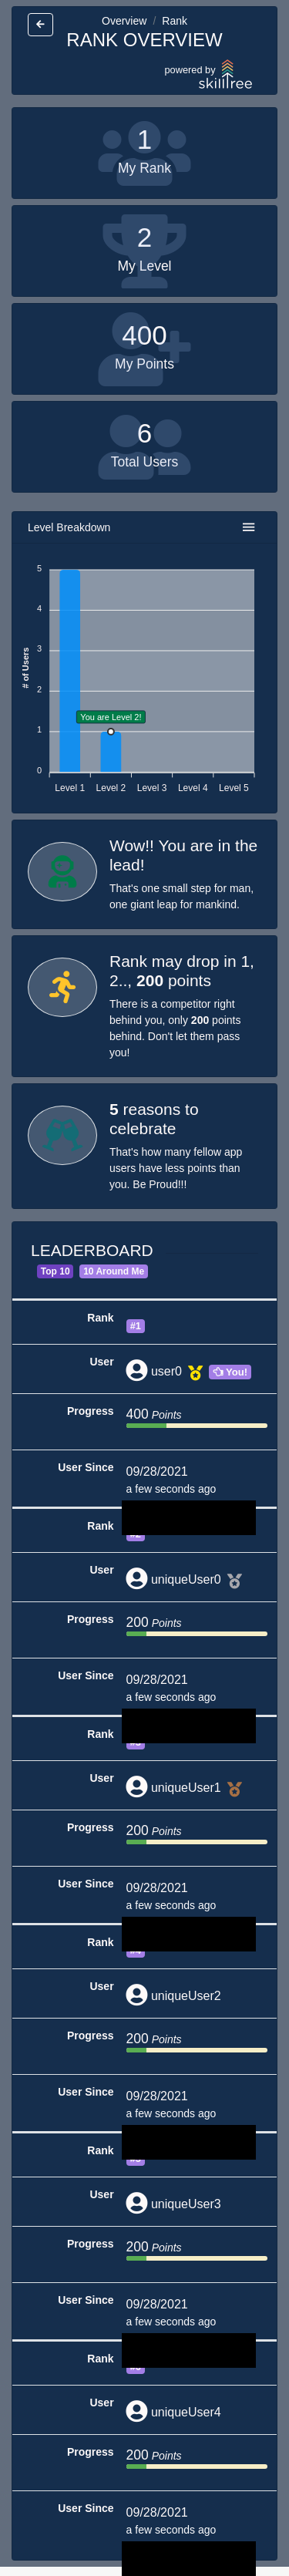 Overview / Rank
RANK OVERVIEW
powered by
skilltree
1
My Rank
2
My Level
400
My Points
6
Total Users
Level Breakdown
5
4
3
2
1
0
# of Users
You are Level 2!
Level 1 Level 2 Level 3 Level 4 Level 5
Wow!! You are in the
lead!
That's one small step for man,
one giant leap for mankind.
Rank may drop in 1,
2.., 200 points
There is a competitor right
behind you, only 200 points
behind. Don't let them pass
you!
5 reasons to
celebrate
That's how many fellow app
users have less points than
you. Be Proud!!!
LEADERBOARD
Top 10 10 Around Me
Rank
#1
User
user0 You!
Progress
400 Points
User Since
09/28/2021
a few seconds ago
Rank
User
uniqueUser0
Progress
200 Points
User Since
09/28/2021
a few seconds ago
Rank
User
uniqueUser1
Progress
200 Points
User Since
09/28/2021
a few seconds ago
Rank
User
uniqueUser2
Progress
200 Points
User Since
09/28/2021
a few seconds ago
Rank
User
uniqueUser3
Progress
200 Points
User Since
09/28/2021
a few seconds ago
Rank
User
uniqueUser4
Progress
200 Points
User Since
09/28/2021
a few seconds ago